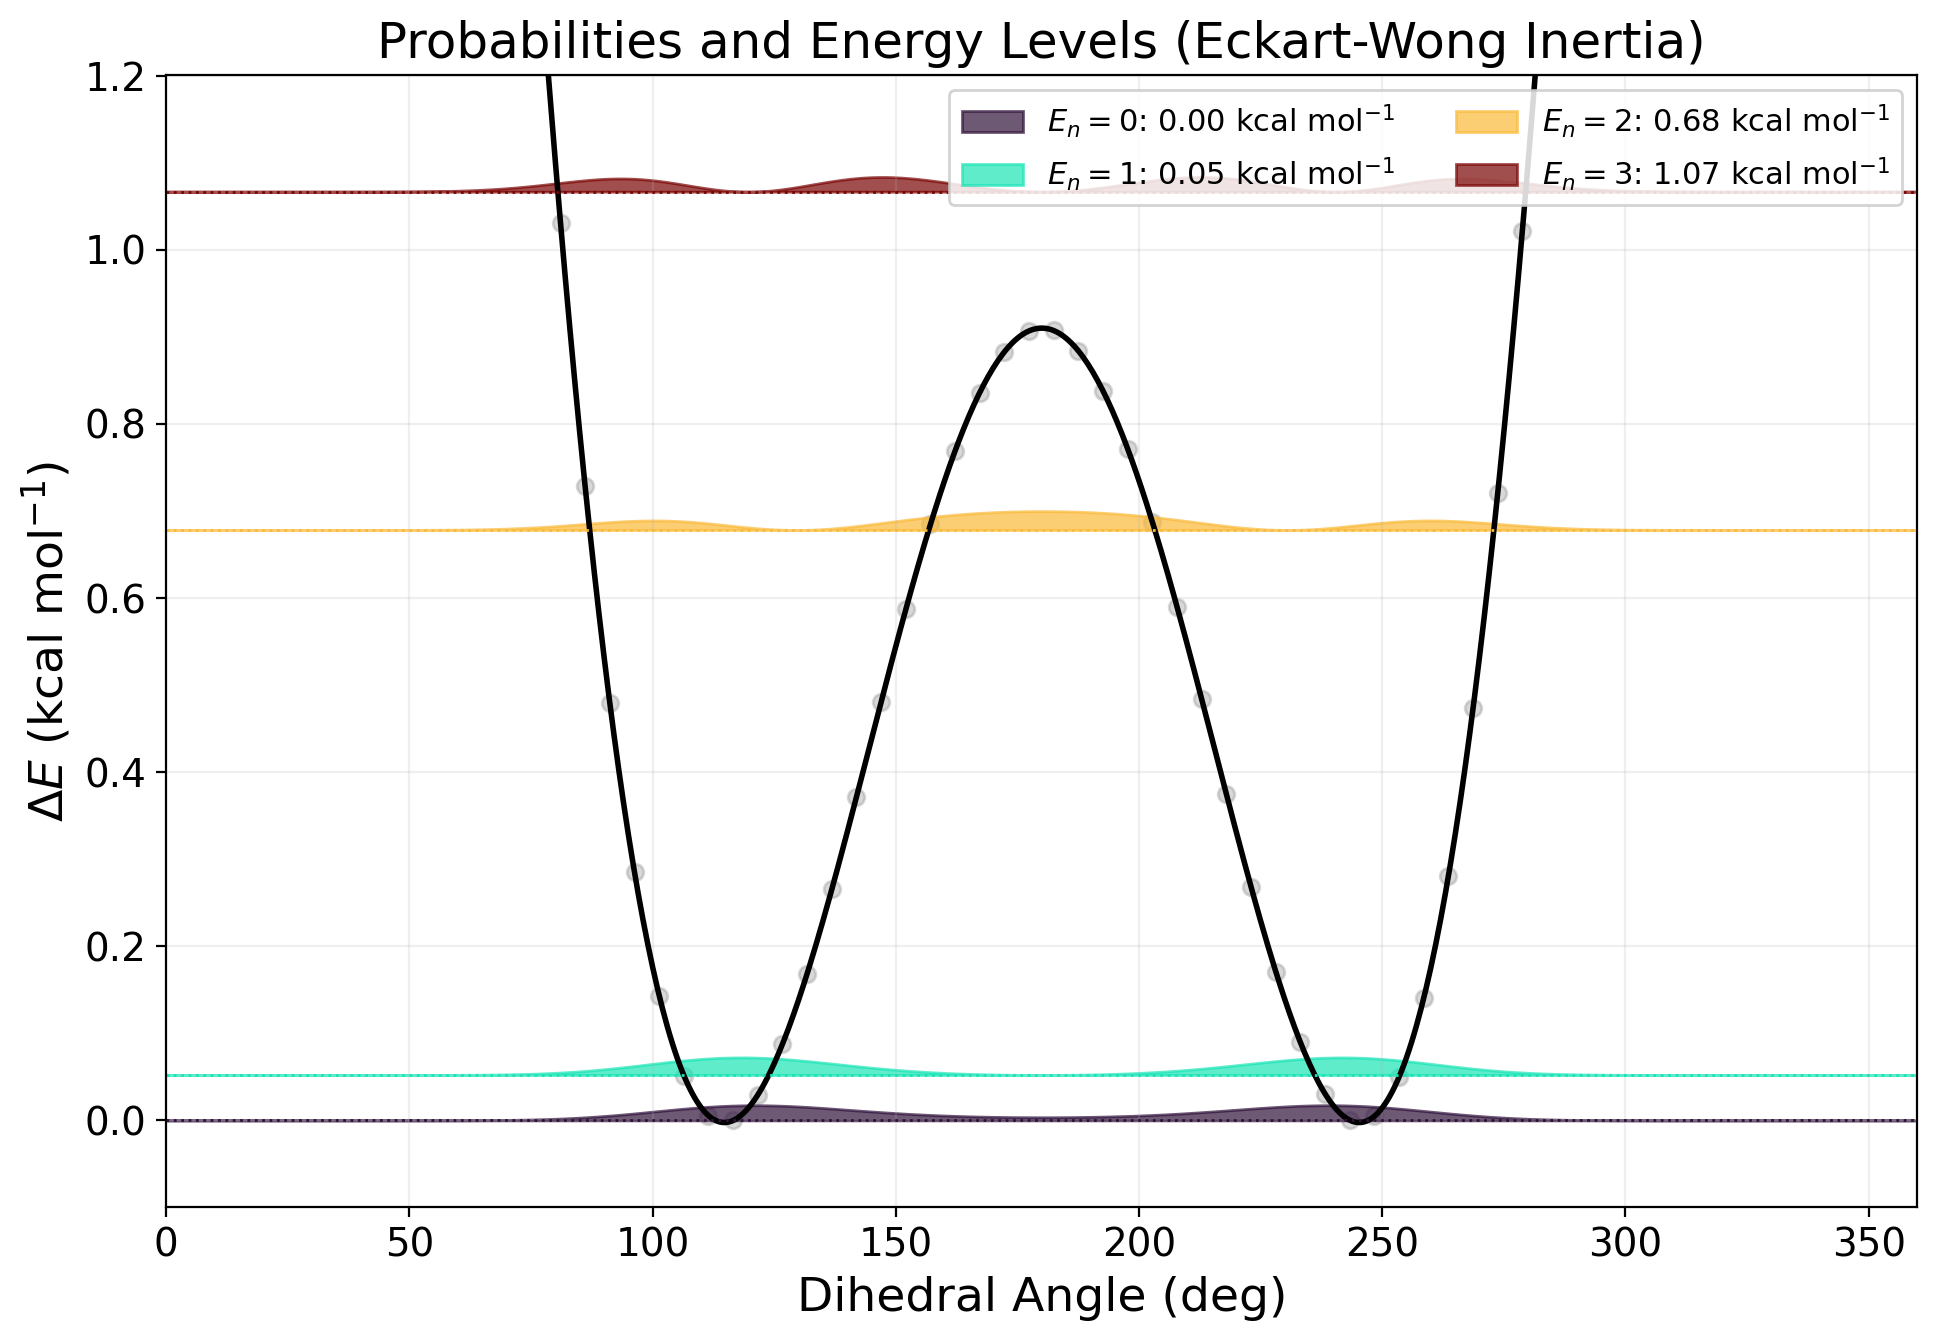 Probabilities and Energy Levels (Eckart-Wong Inertia)
E_n = 0: 0.00 kcal mol⁻¹
E_n = 1: 0.05 kcal mol⁻¹
E_n = 2: 0.68 kcal mol⁻¹
E_n = 3: 1.07 kcal mol⁻¹
ΔE (kcal mol⁻¹)
1.2
1.0
0.8
0.6
0.4
0.2
0.0
0 50 100 150 200 250 300 350
Dihedral Angle (deg)